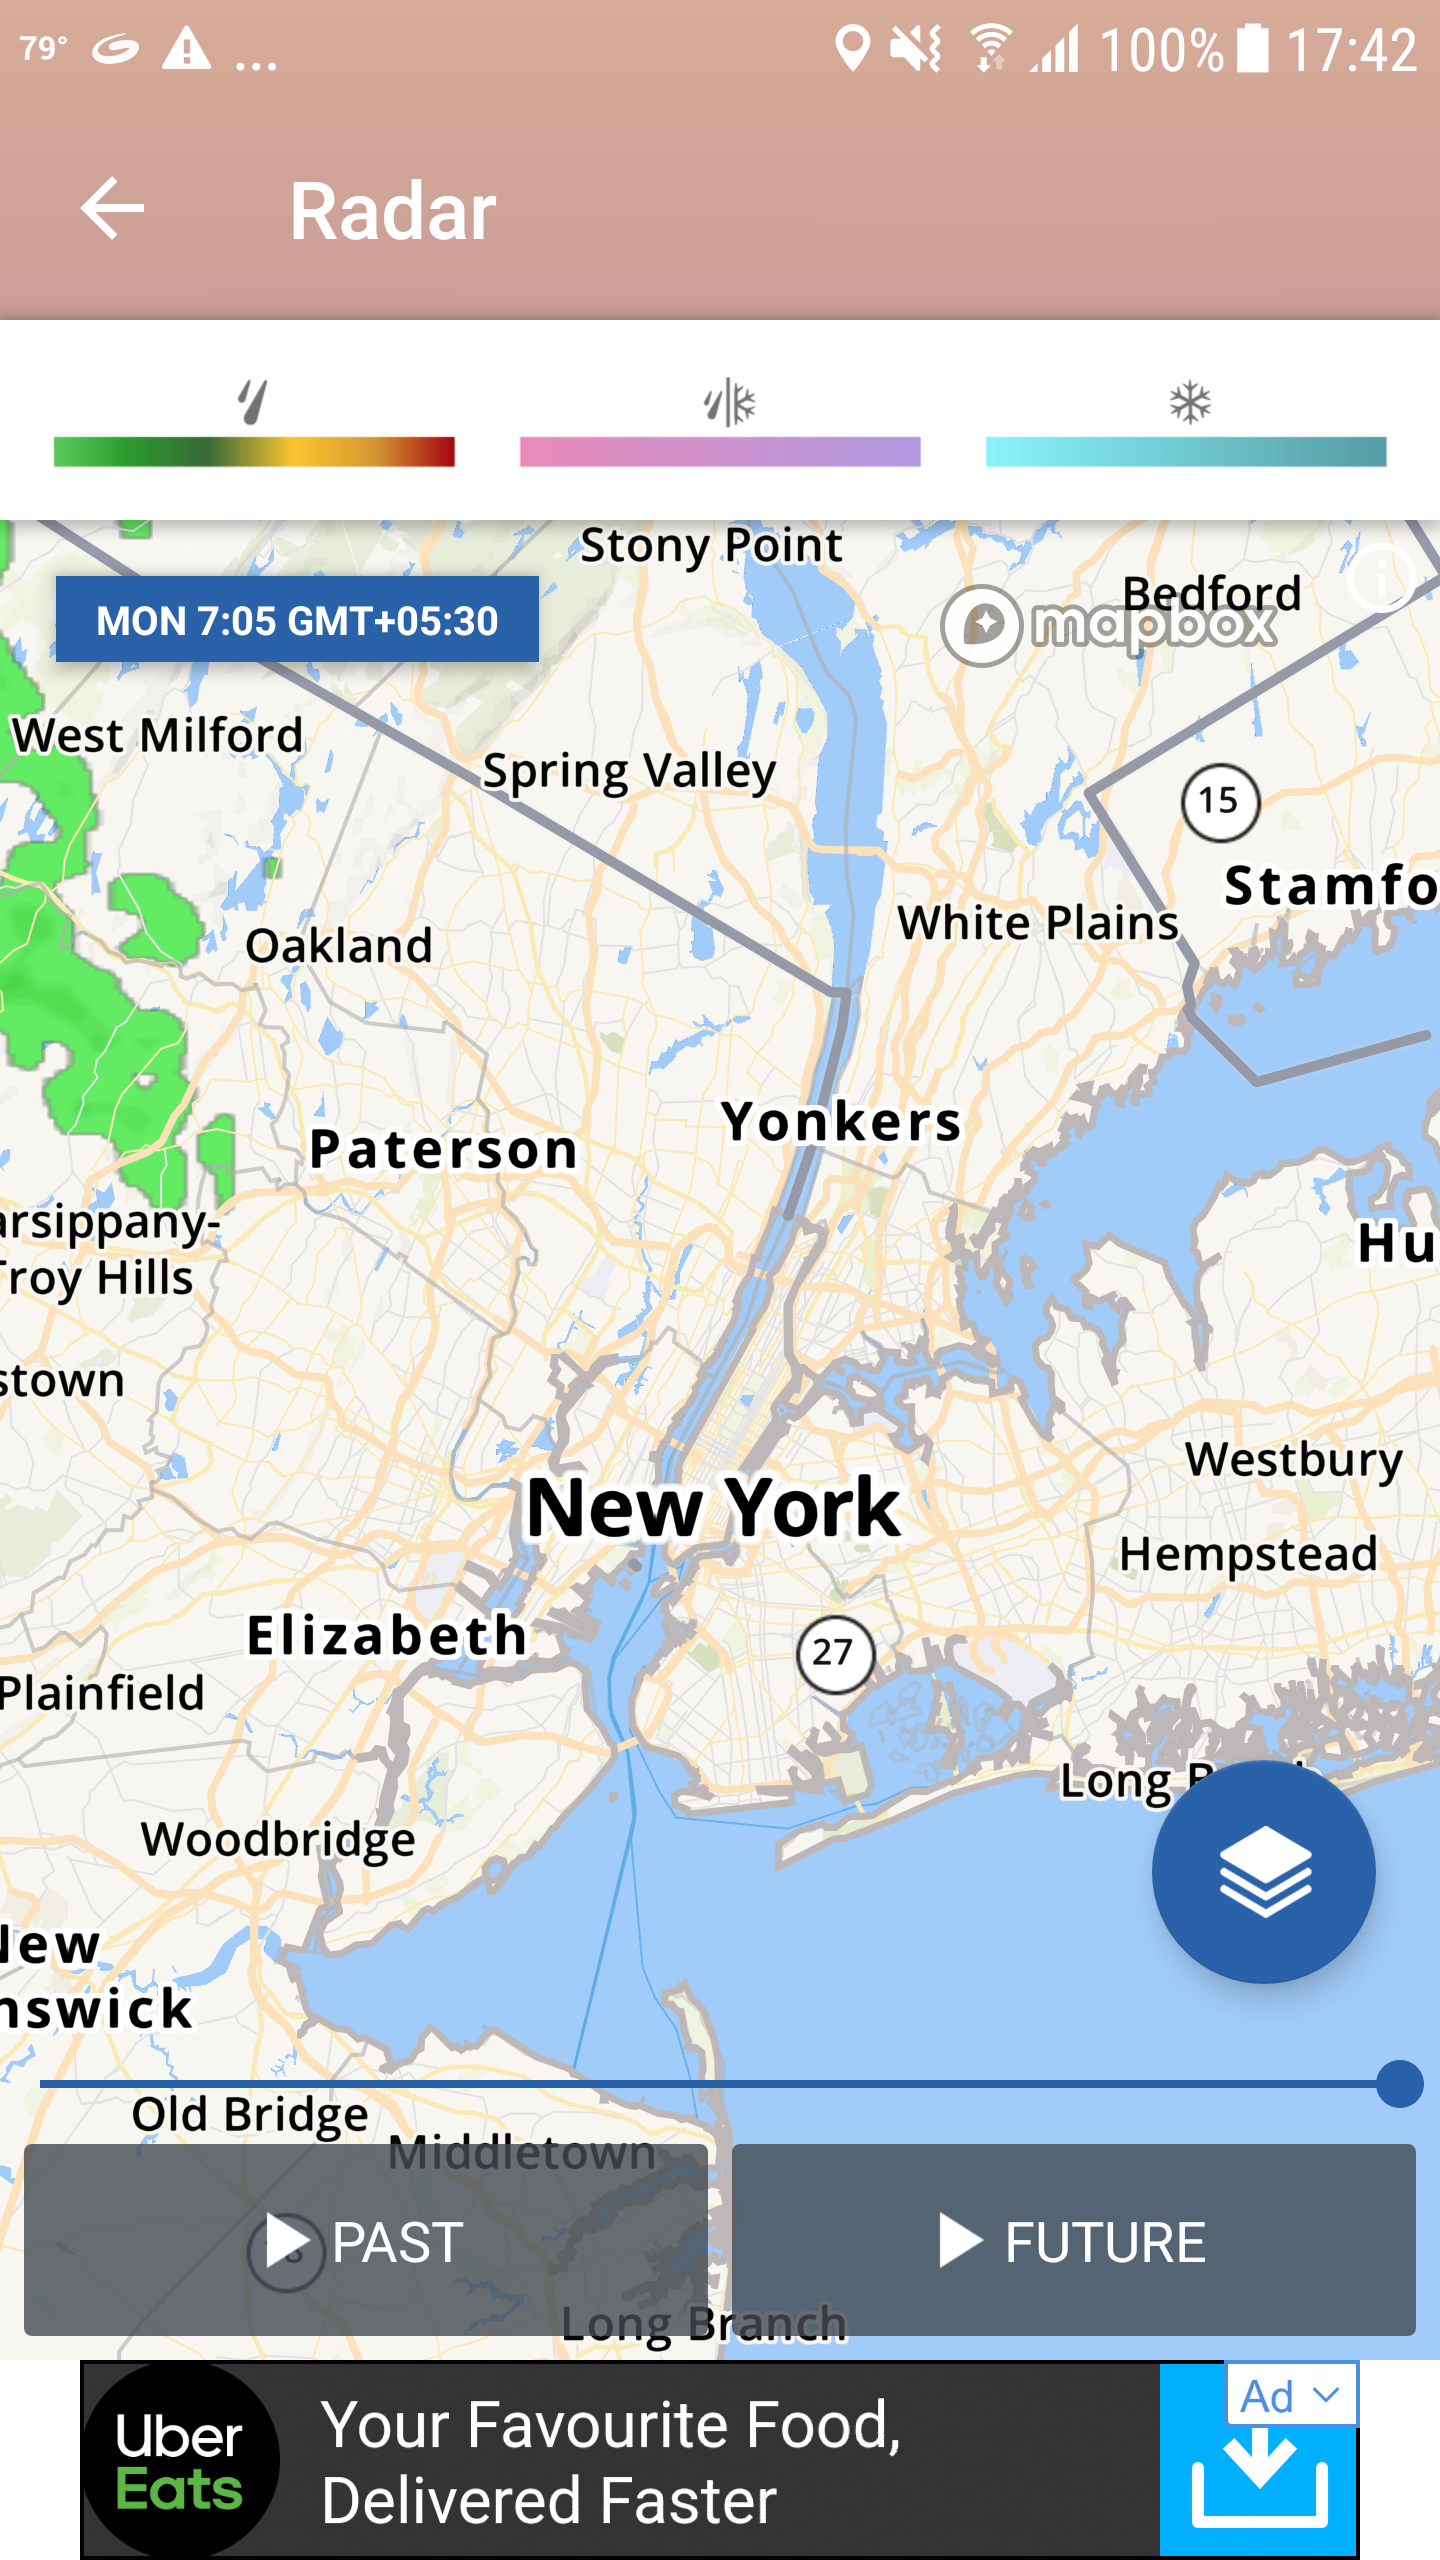 79° ... 100% 17:42
Radar
Stony Point
Bedford
mapbox
MON 7:05 GMT+05:30
West Milford
Spring Valley
15
Stamfo
White Plains
Oakland
Yonkers
Paterson
arsippany-
Troy Hills
Hu
stown
Westbury
New York
Hempstead
Elizabeth
27
Plainfield
Long B
Woodbridge
New
nswick
Old Bridge
Middletown
PAST
FUTURE
Long Branch
Uber
Eats
Your Favourite Food,
Delivered Faster
Ad